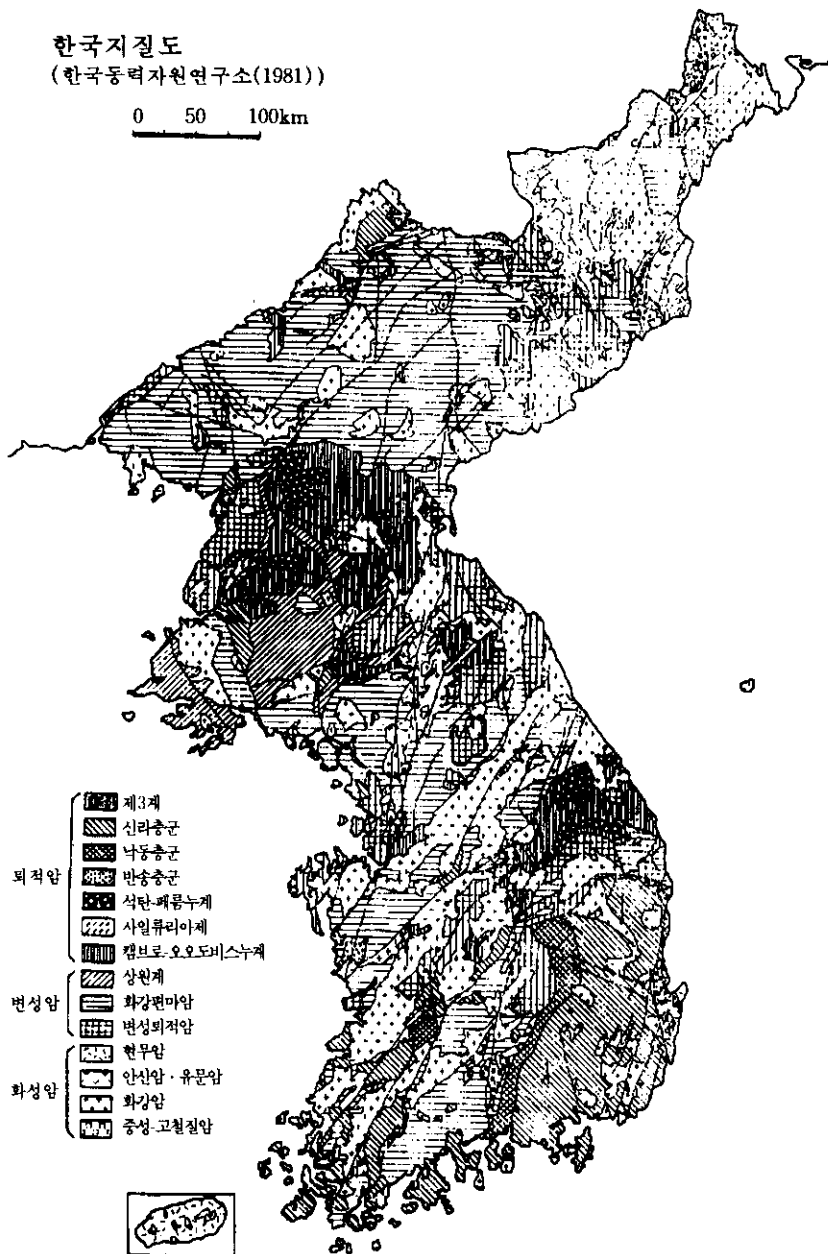 한국지질도
(한국동력자원연구소(1981))
0 50 100km
퇴적암
제3계
신라층군
낙동층군
반송층군
석탄-페름누계
사일류리아계
캠브로-오오도비스누계
변성암
상원계
화강편마암
변성퇴적암
화성암
현무암
안산암·유문암
화강암
중성-고철질암